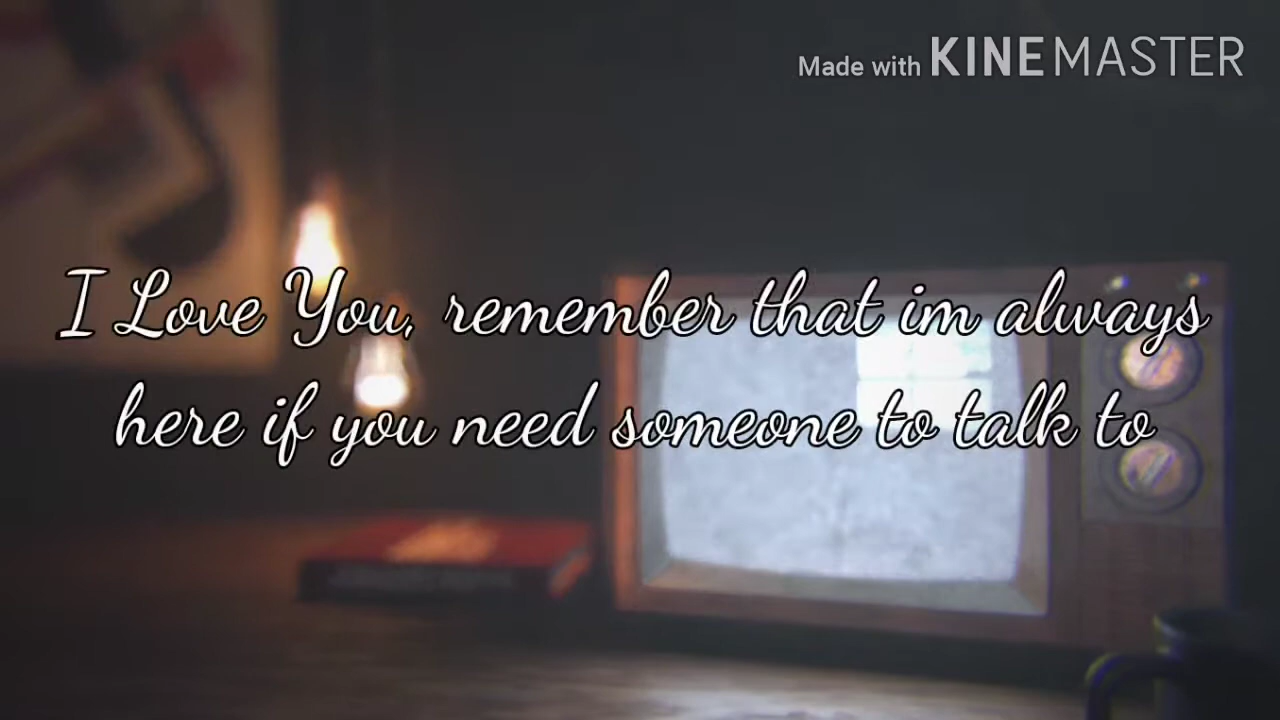 Made with KINEMASTER
I Love You, remember that im always
here if you need someone to talk to